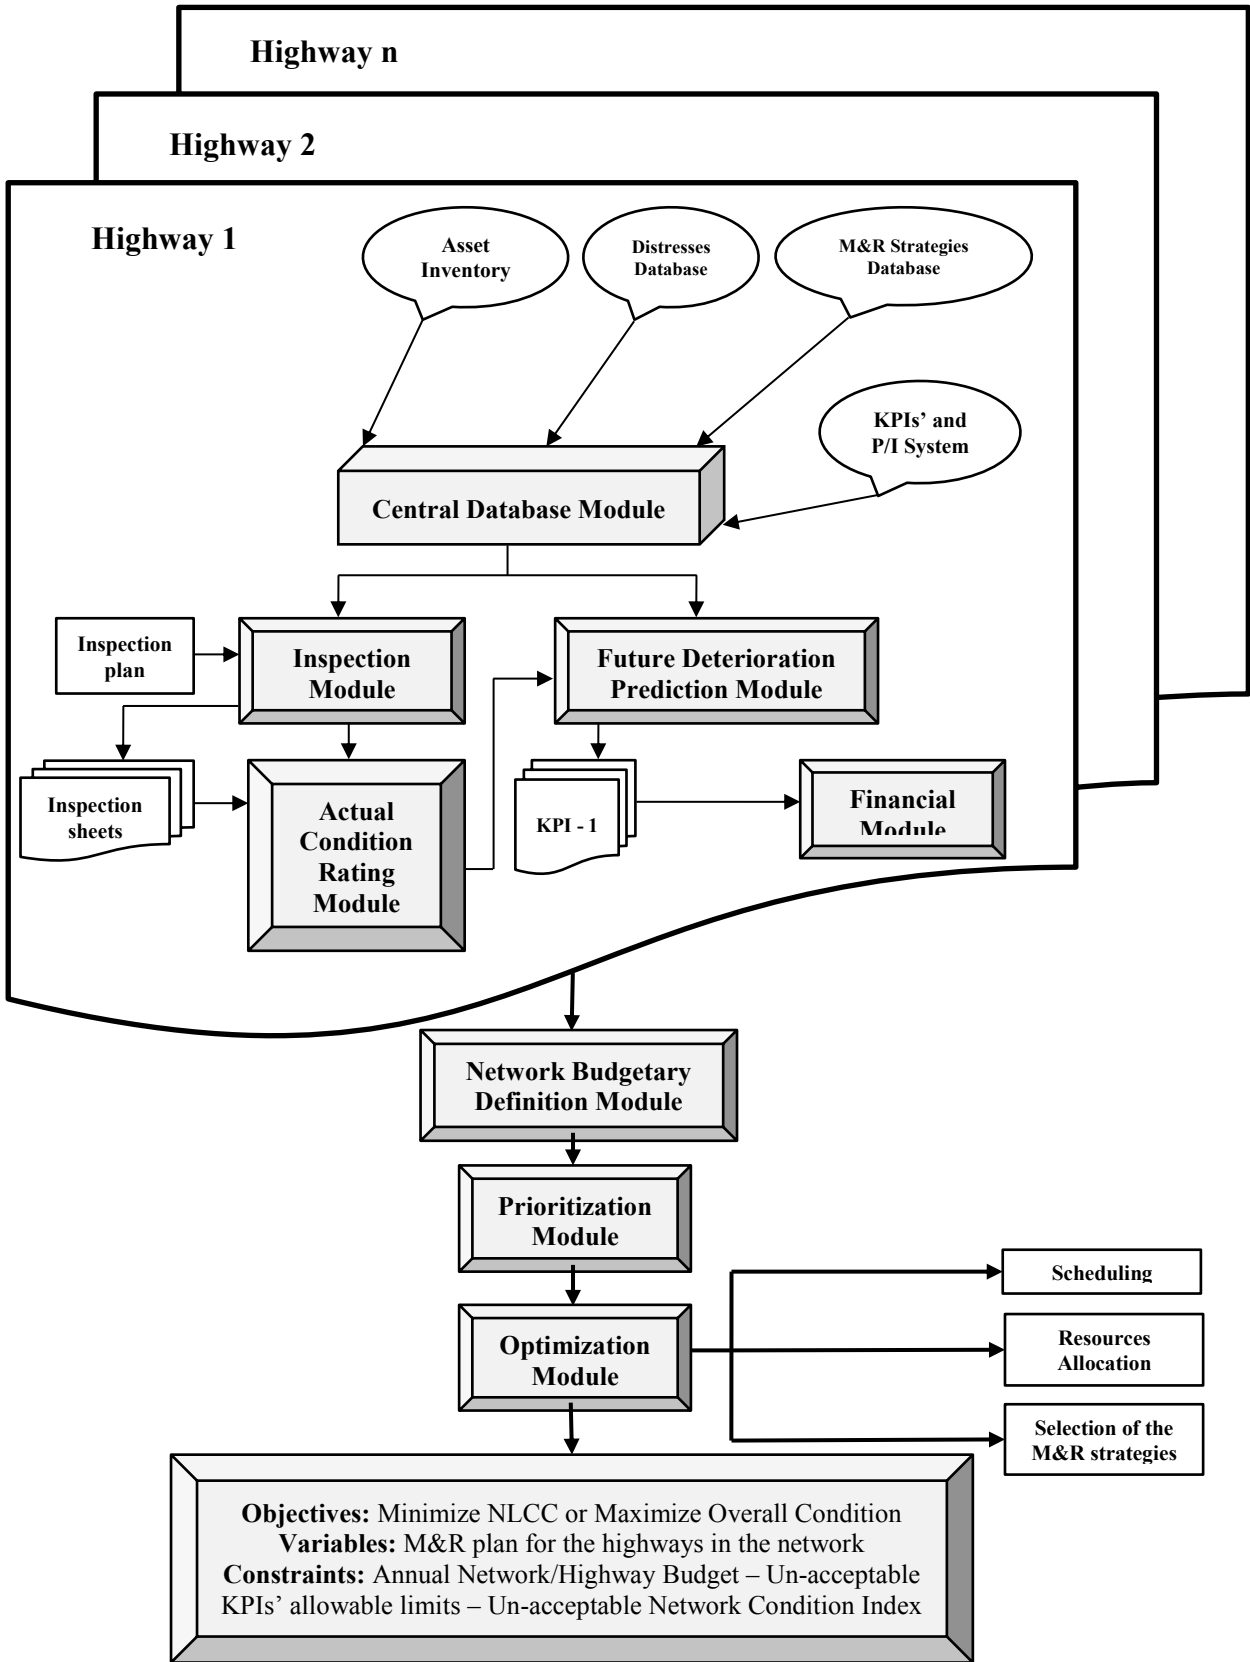 Highway n
Highway 2
Highway 1
Asset
Inventory
Distresses
Database
M&R Strategies
Database
KPIs’ and
P/I System
Central Database Module
Inspection
plan
Inspection
Module
Future Deterioration
Prediction Module
Inspection
sheets
Actual
Condition
Rating
Module
KPI - 1
Financial
Module
Network Budgetary
Definition Module
Prioritization
Module
Optimization
Module
Scheduling
Resources
Allocation
Selection of the
M&R strategies
Objectives: Minimize NLCC or Maximize Overall Condition
Variables: M&R plan for the highways in the network
Constraints: Annual Network/Highway Budget – Un-acceptable
KPIs’ allowable limits – Un-acceptable Network Condition Index